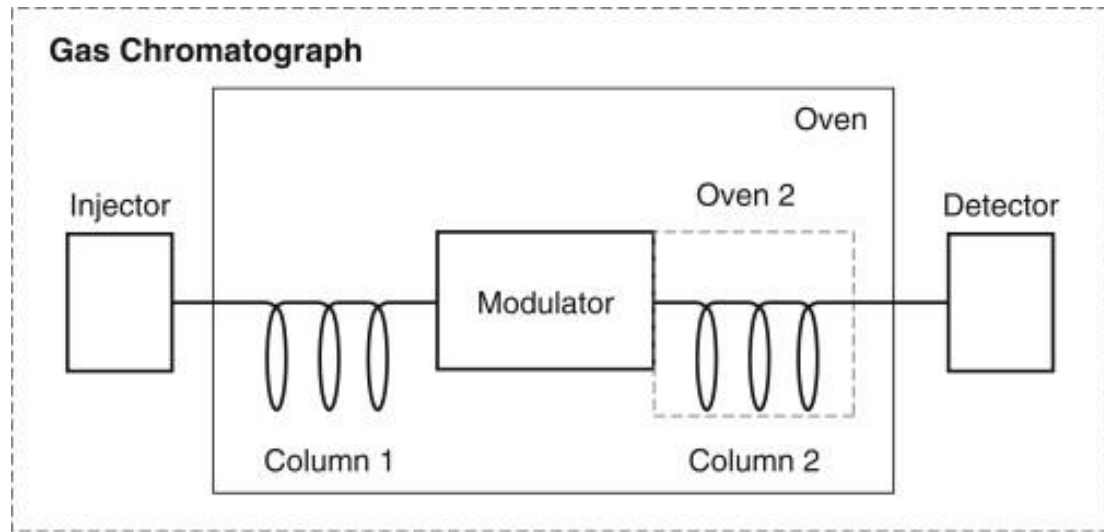 Gas Chromatograph
Oven
Oven 2
Injector
Detector
Modulator
Column 1
Column 2